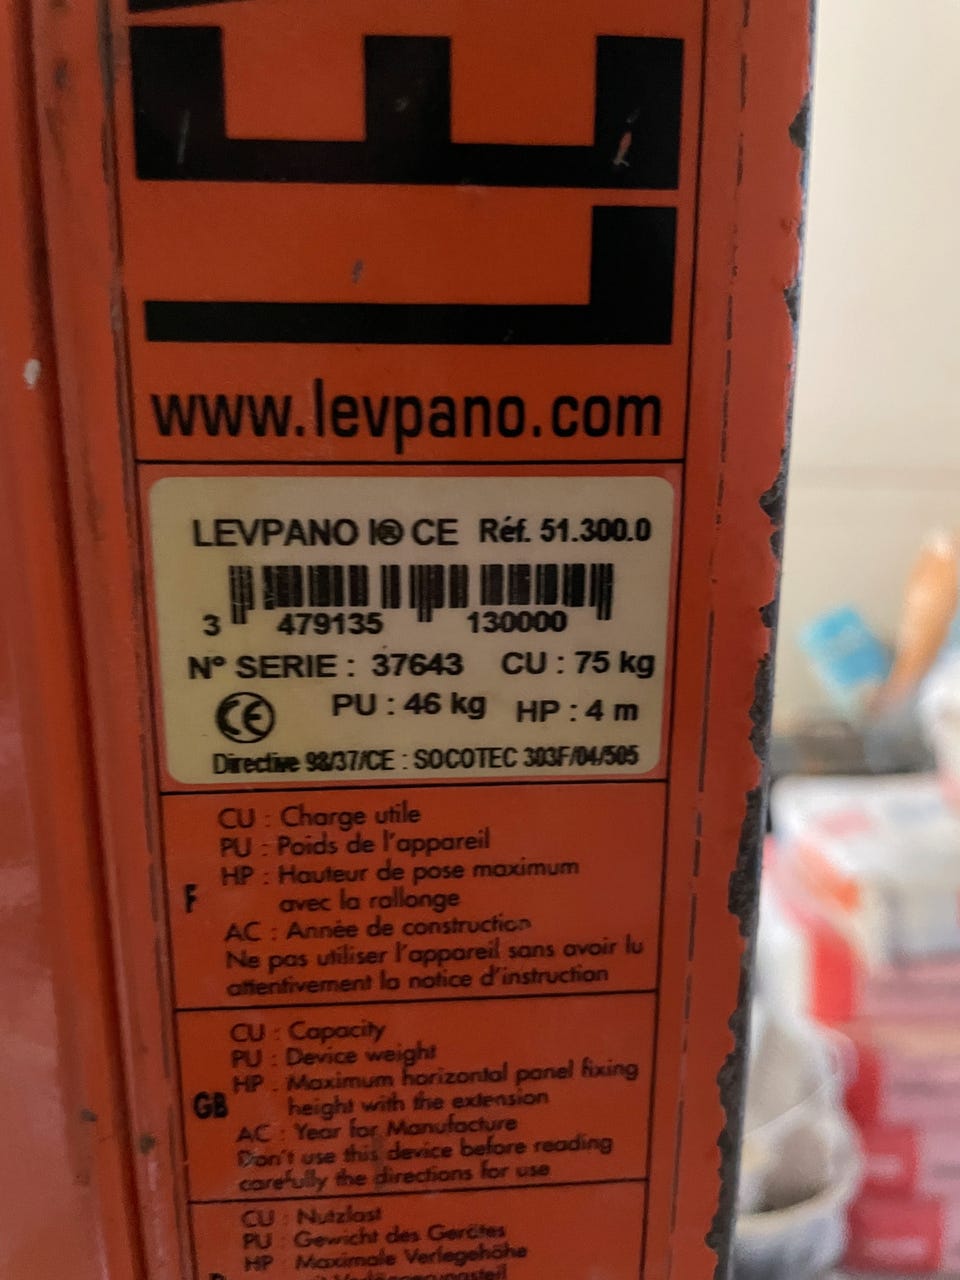 LE
www.levpano.com
LEVPANO I® CE Réf. 51.300.0
3 479135 130000
N° SERIE : 37643 CU : 75 kg
CE PU : 46 kg HP : 4 m
Directive 98/37/CE : SOCOTEC 303F/04/505
F
CU : Charge utile
PU : Poids de l'appareil
HP : Hauteur de pose maximum
avec la rallonge
AC : Année de construction
Ne pas utiliser l'appareil sans avoir lu
attentivement la notice d'instruction
GB
CU : Capacity
PU : Device weight
HP : Maximum horizontal panel fixing
height with the extension
AC : Year for Manufacture
Don't use this device before reading
carefully the directions for use
CU : Nutzlast
PU : Gewicht des Gerätes
HP : Maximale Verlegehöhe